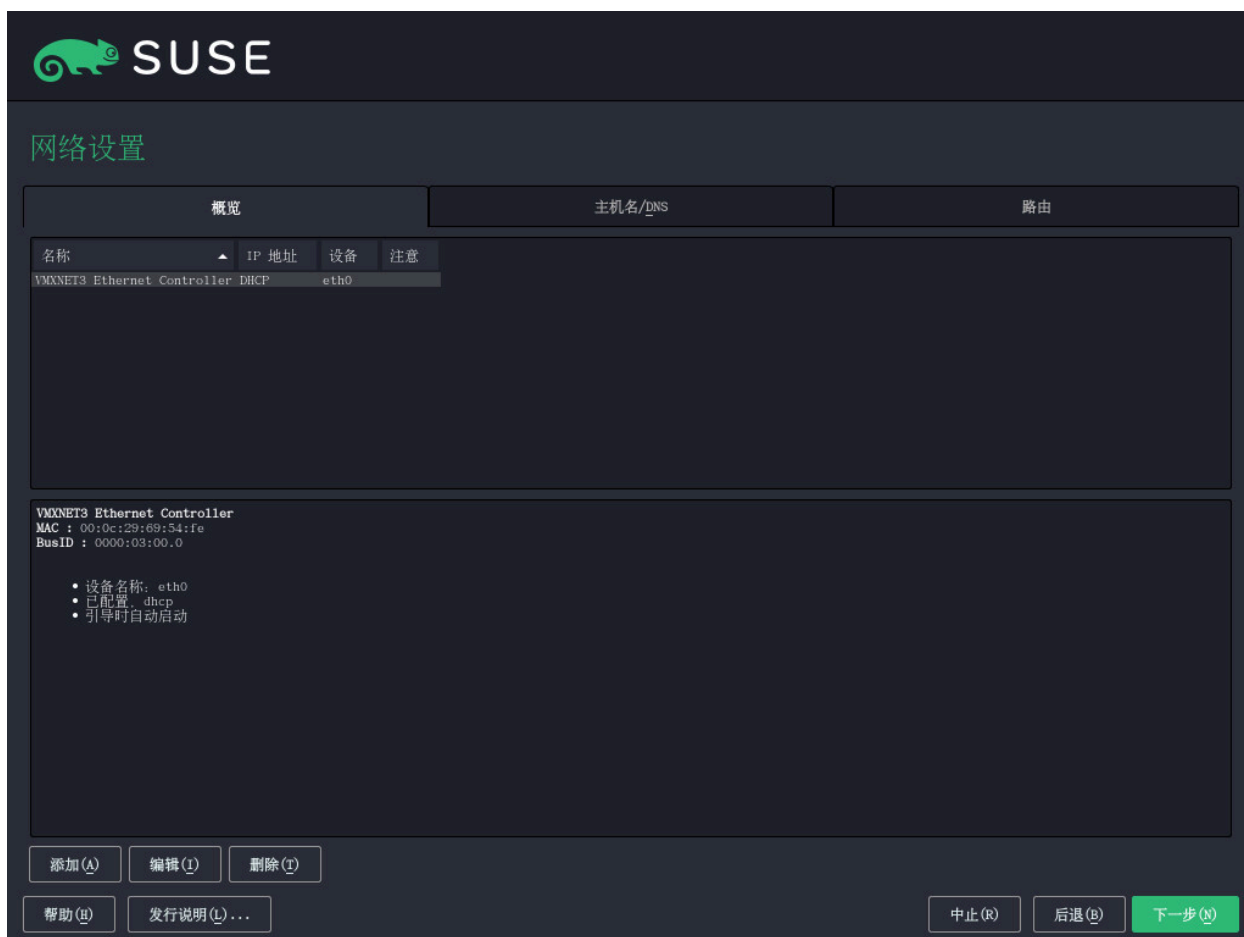 SUSE
网络设置
概览 主机名/DNS 路由
名称 IP 地址 设备 注意
VMXNET3 Ethernet Controller DHCP eth0
VMXNET3 Ethernet Controller
MAC : 00:0c:29:69:54:fe
BusID : 0000:03:00.0
• 设备名称: eth0
• 已配置, dhcp
• 引导时自动启动
添加(A) 编辑(I) 删除(T)
帮助(H) 发行说明(L)... 中止(R) 后退(B) 下一步(N)